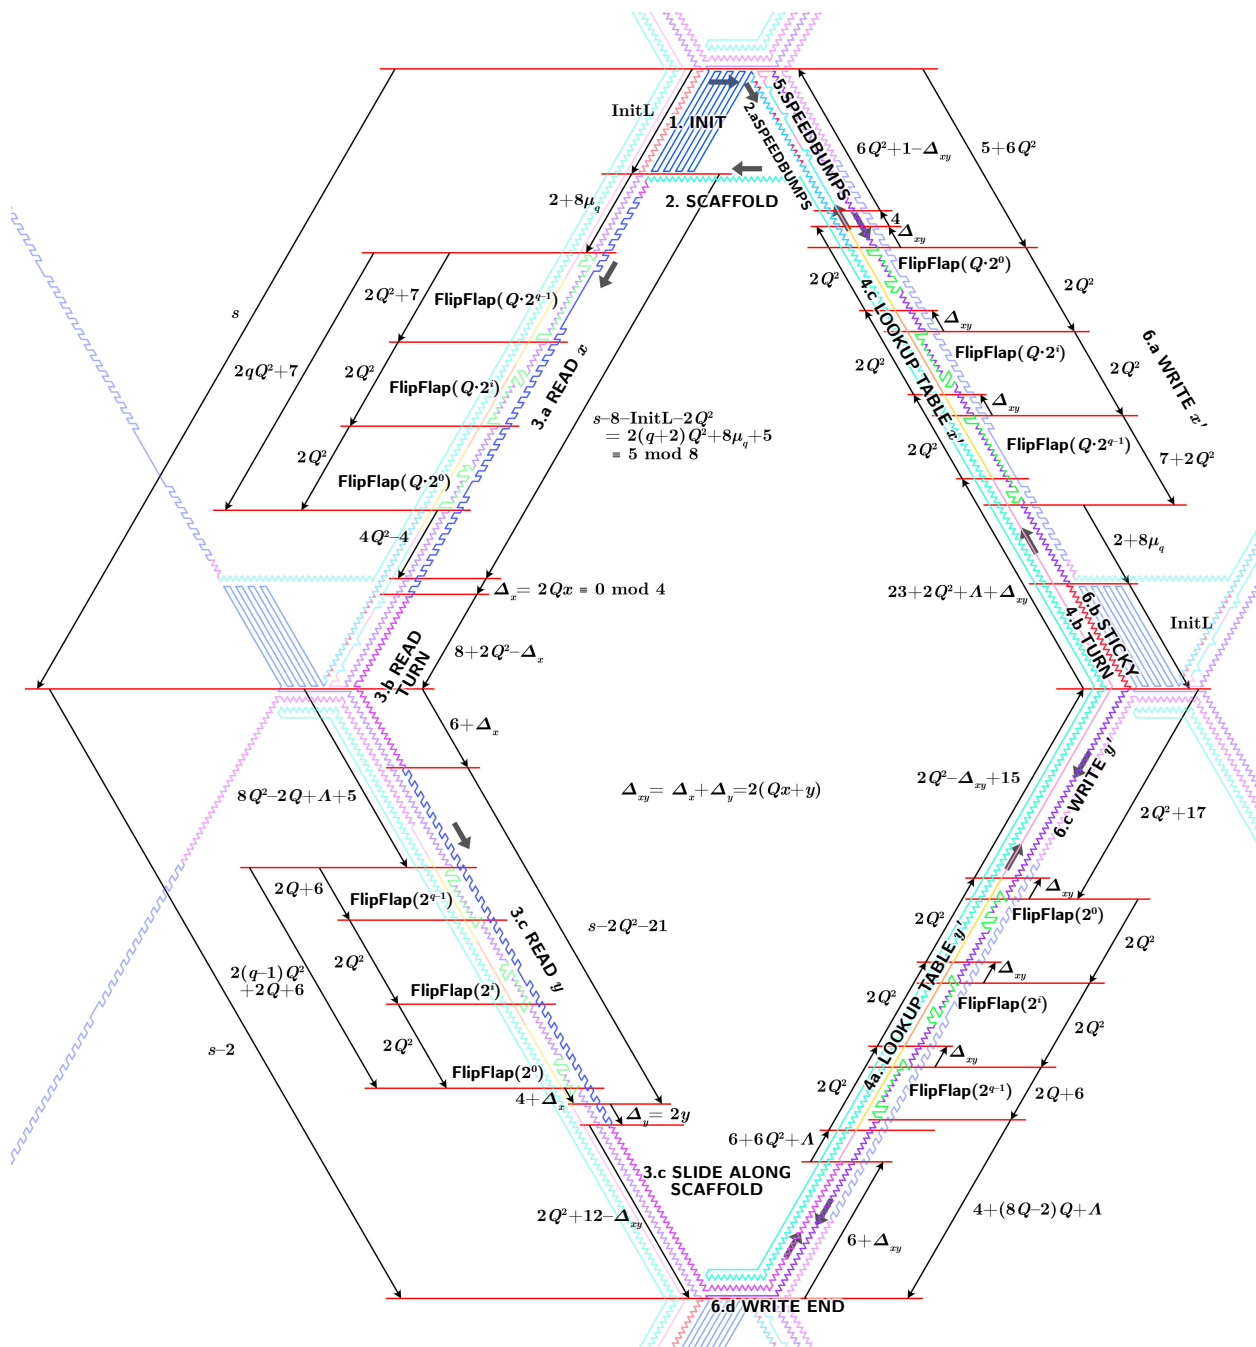 InitL
1. INIT
2.aSPEEDBUMPS
5.SPEEDBUMPS
6Q²+1−Δxy
5+6Q²
2+8μq
2. SCAFFOLD
4
Δxy
FlipFlap(Q·2⁰)
s
2Q²+7
FlipFlap(Q·2^q-1)
2Q²
4.c LOOKUP TABLE x'
2Q²
2qQ²+7
2Q²
FlipFlap(Q·2ⁱ)
3.a READ x
Δxy
FlipFlap(Q·2ⁱ)
2Q²
2Q²
6.a WRITE x'
s−8−InitL−2Q²
= 2(q+2)Q²+8μq+5
≡ 5 mod 8
Δxy
FlipFlap(Q·2^q-1)
2Q²
FlipFlap(Q·2⁰)
2Q²
7+2Q²
4Q²−4
2+8μq
Δx= 2Qx ≡ 0 mod 4
23+2Q²+Λ+Δxy
InitL
3.b READ
TURN
8+2Q²−Δx
6.b STICKY
4.b TURN
6+Δx
8Q²−2Q+Λ+5
Δxy= Δx+Δy=2(Qx+y)
2Q²−Δxy+15
6.c WRITE y'
2Q²+17
2Q+6
FlipFlap(2^q-1)
3.c READ y
s−2Q²−21
2Q²
Δxy
FlipFlap(2⁰)
2Q²
2(q−1)Q²
+2Q+6
2Q²
FlipFlap(2ⁱ)
4a. LOOKUP TABLE y'
2Q²
Δxy
FlipFlap(2ⁱ)
2Q²
s−2
2Q²
FlipFlap(2⁰)
2Q²
Δxy
FlipFlap(2^q-1)
2Q+6
4+Δx
Δy= 2y
6+6Q²+Λ
3.c SLIDE ALONG
SCAFFOLD
2Q²+12−Δxy
6+Δxy
4+(8Q−2)Q+Λ
6.d WRITE END